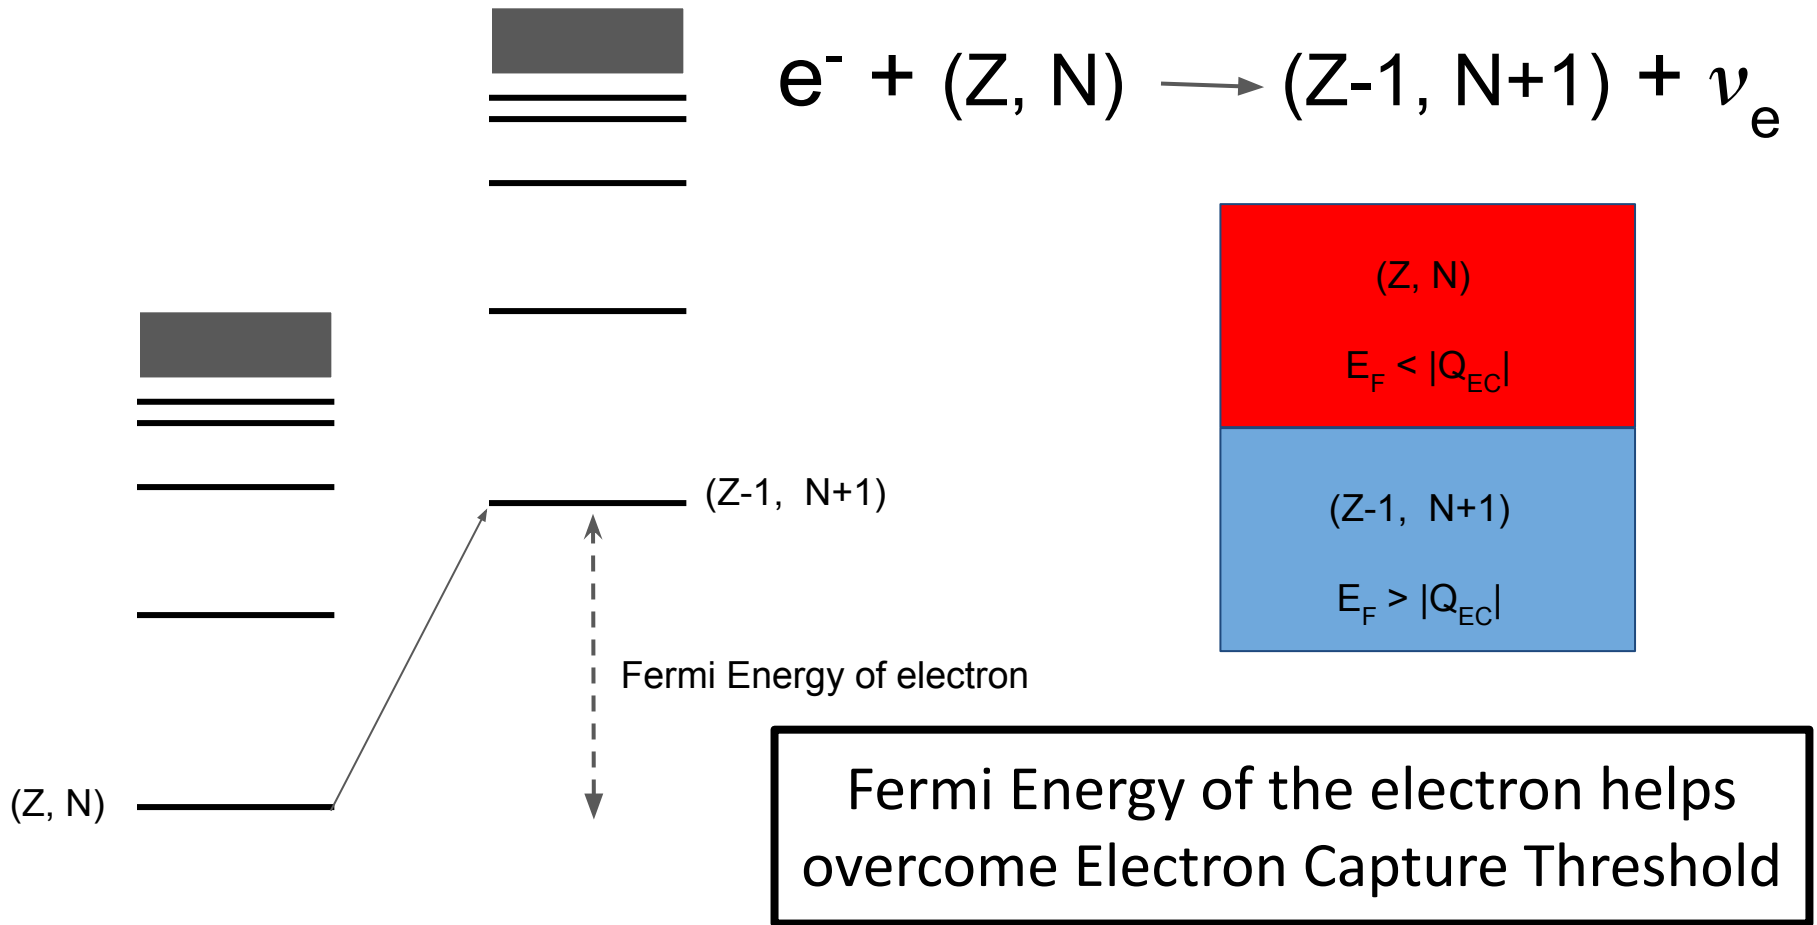 e⁻ + (Z, N) → (Z-1, N+1) + νₑ
(Z, N)
E_F < |Q_EC|
(Z-1, N+1)
(Z-1, N+1)
E_F > |Q_EC|
Fermi Energy of electron
(Z, N)
Fermi Energy of the electron helps
overcome Electron Capture Threshold